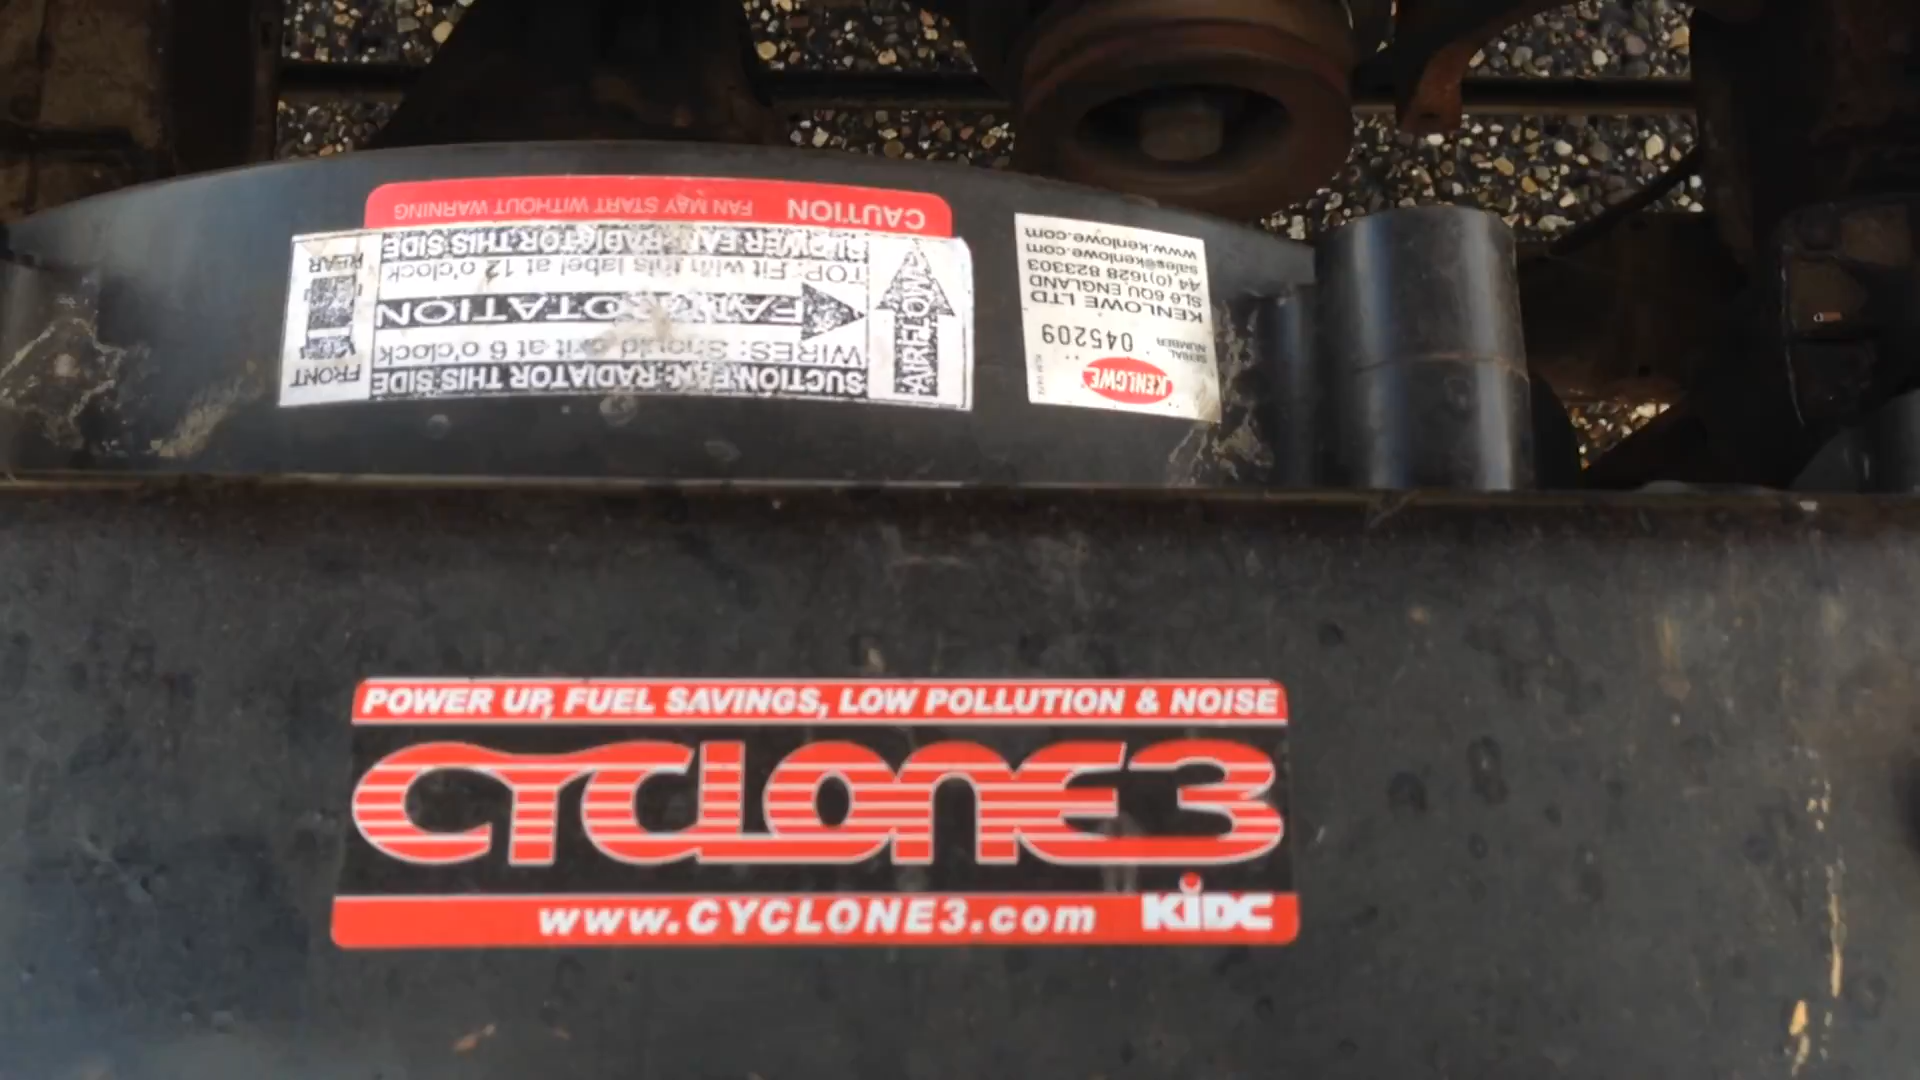 AIRFLOW
SUCTION FAN: RADIATOR THIS SIDE
WIRES: Should exit at 6 o'clock
FAN ROTATION
TOP: Fit with this label at 12 o'clock
BLOWER FAN: RADIATOR THIS SIDE
FRONT
REAR
CAUTION FAN MAY START WITHOUT WARNING
KENLOWE
SERIAL
NUMBER 045209
KENLOWE LTD
SL6 6QU ENGLAND
44 (0)1628 823303
sales@kenlowe.com
www.kenlowe.com
POWER UP, FUEL SAVINGS, LOW POLLUTION & NOISE
CYCLONE3
www.CYCLONE3.com KiDC